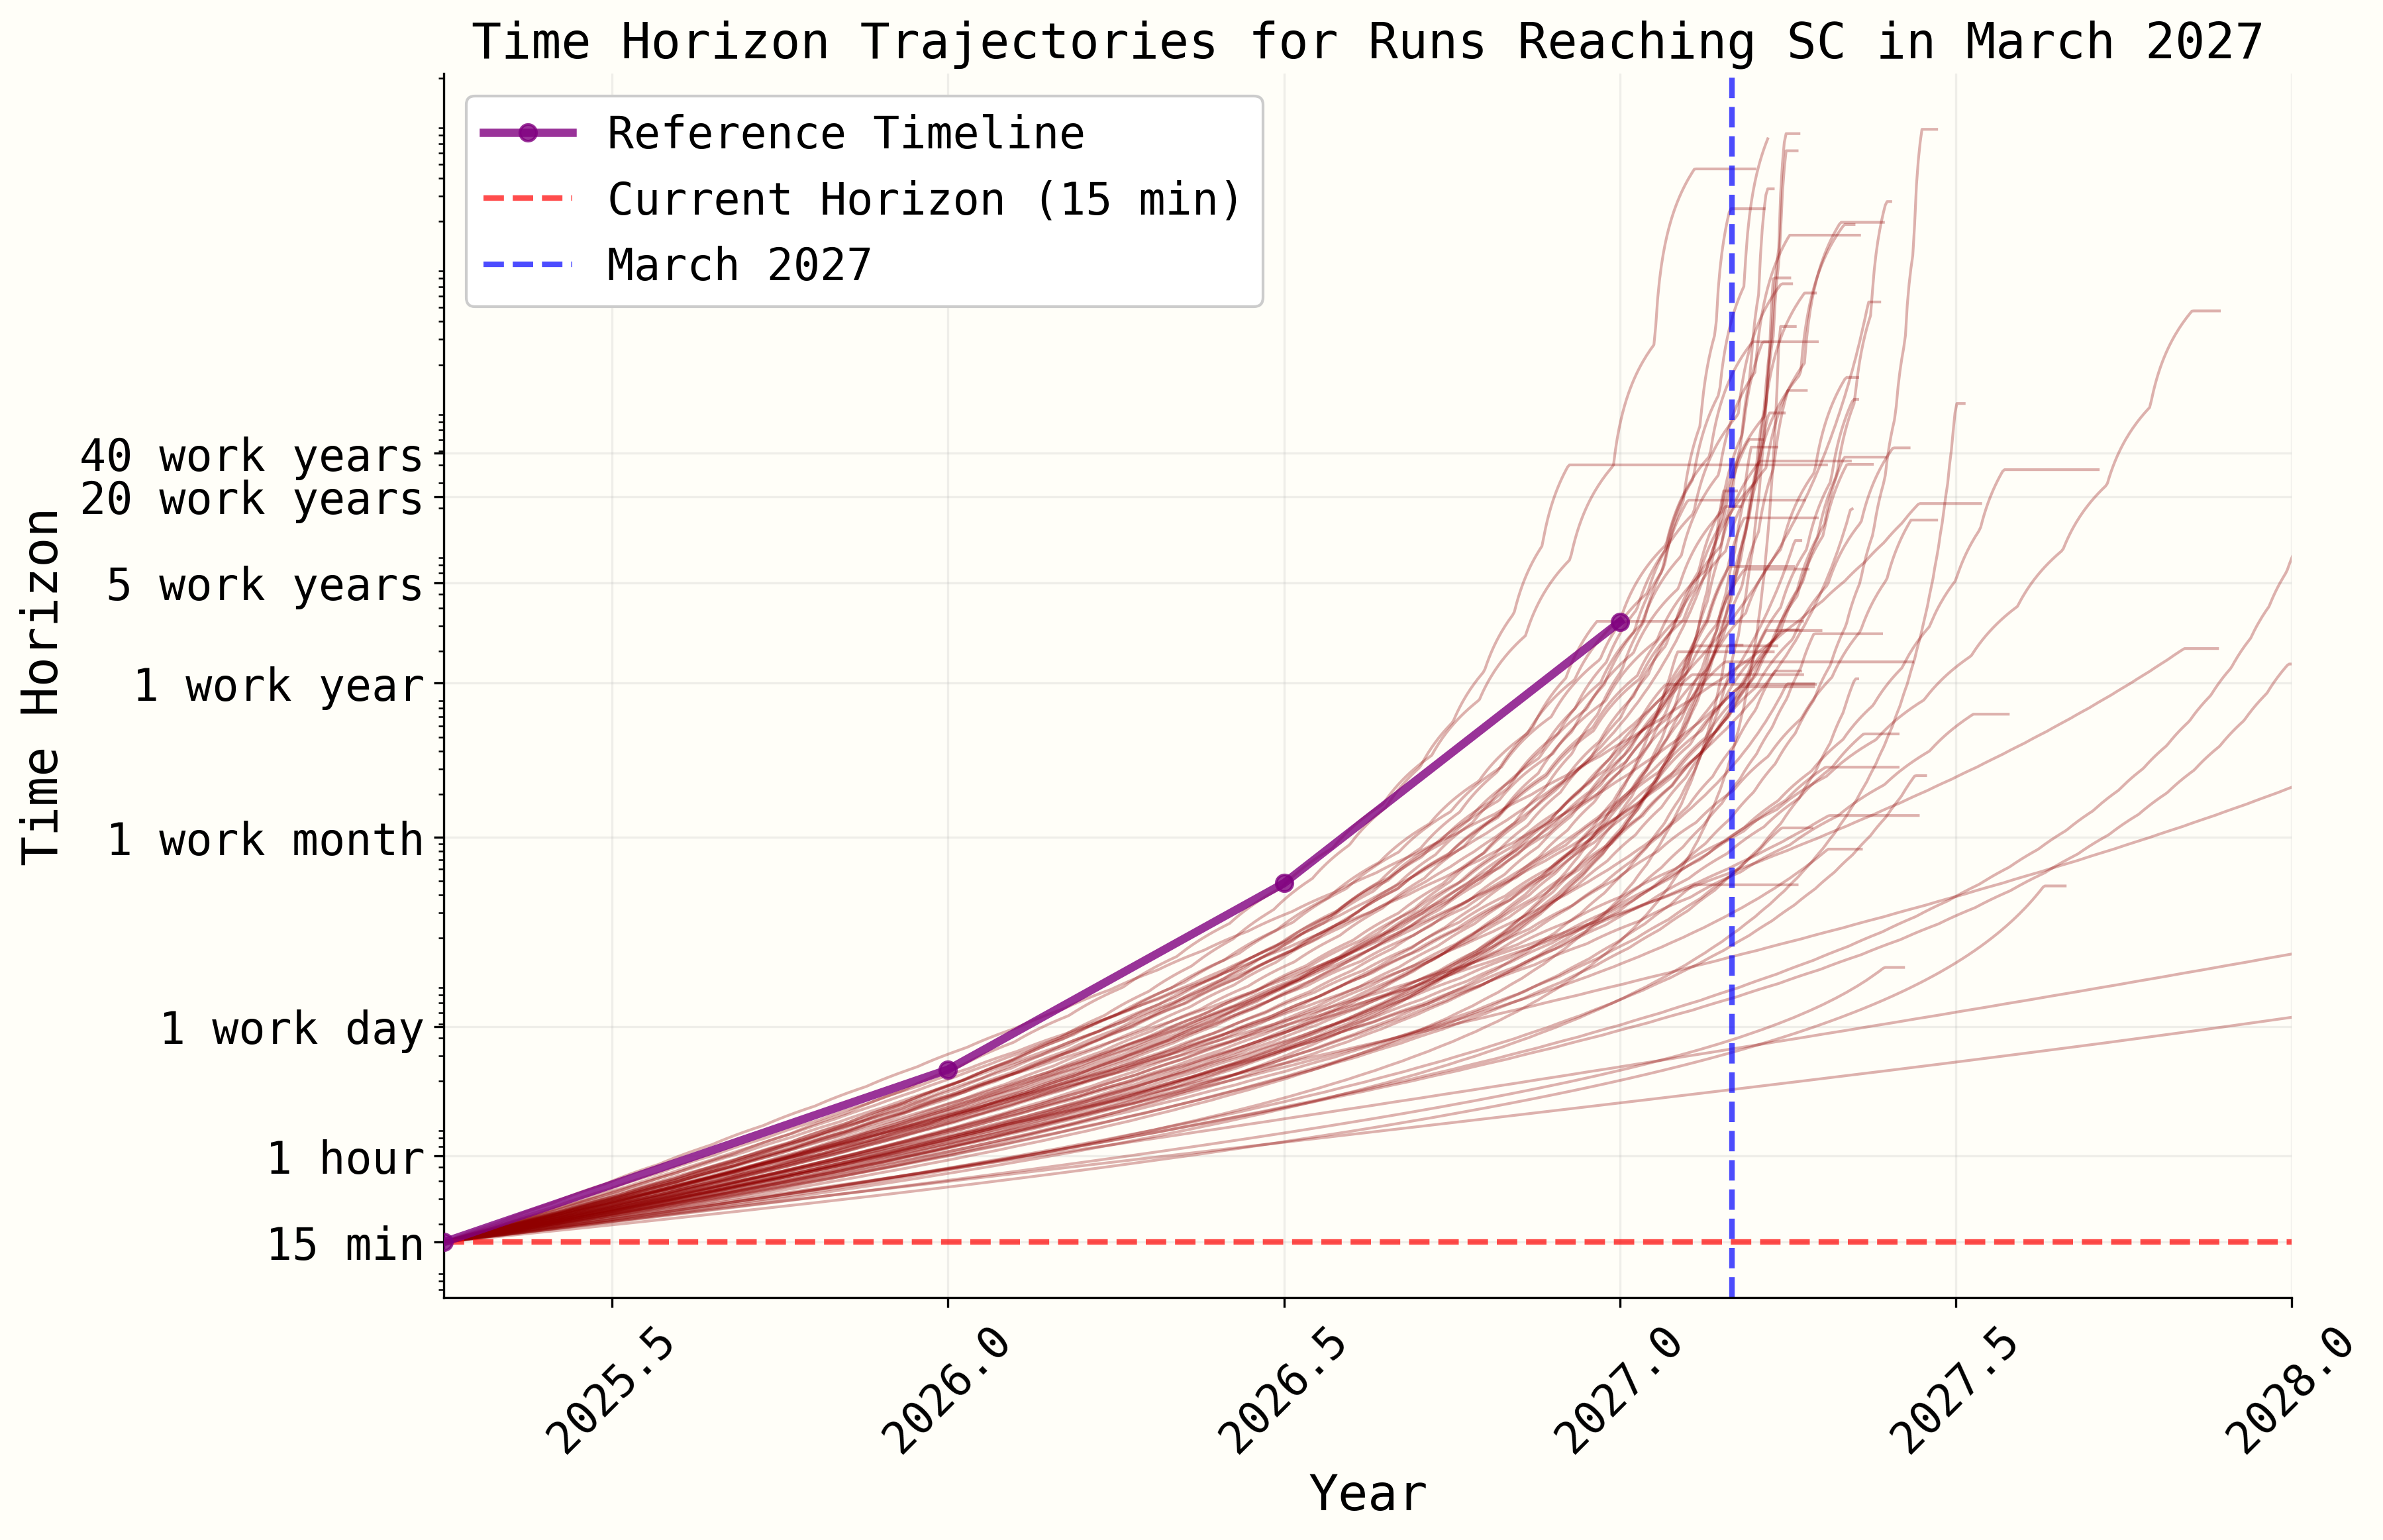 Time Horizon Trajectories for Runs Reaching SC in March 2027
Reference Timeline
Current Horizon (15 min)
March 2027
Time Horizon
40 work years
20 work years
5 work years
1 work year
1 work month
1 work day
1 hour
15 min
2025.5
2026.0
2026.5
2027.0
2027.5
2028.0
Year